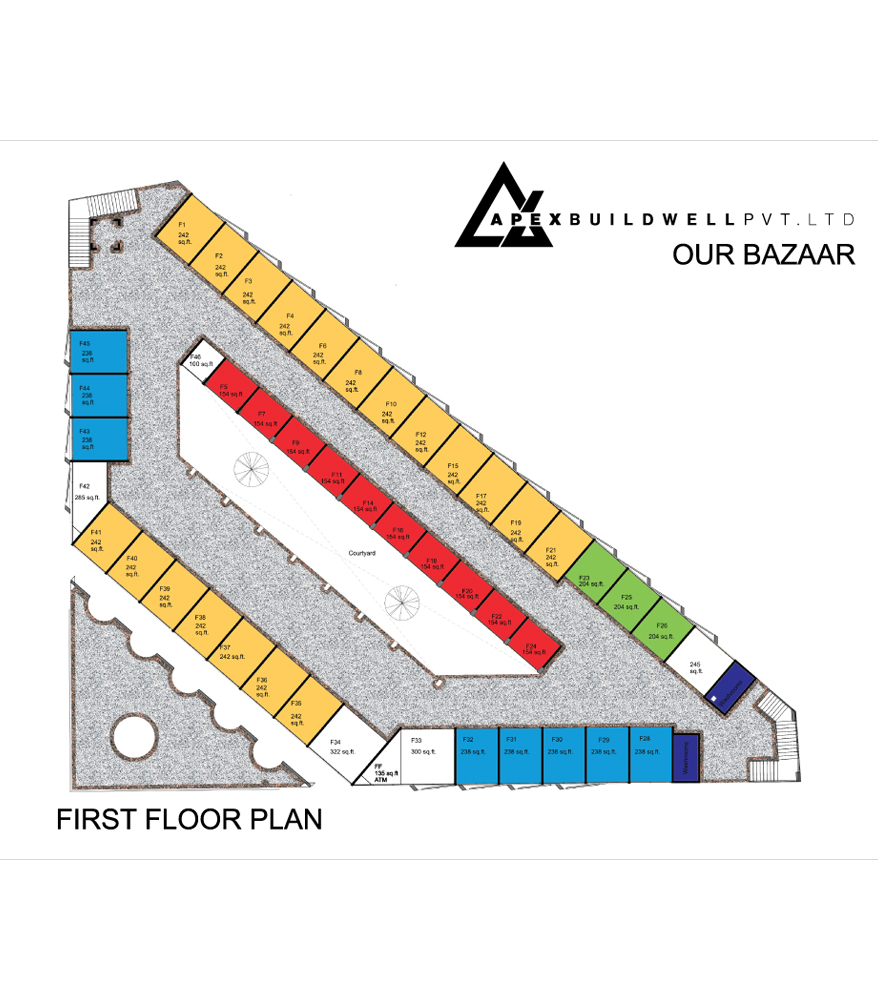 APEXBUILDWELLPVT.LTD
OUR BAZAAR
F1
242
sq.ft.
F2
242
sq.ft.
F3
242
sq.ft.
F4
242
sq.ft.
F6
242
sq.ft.
F8
242
sq.ft.
F10
242
sq.ft.
F12
242
sq.ft.
F15
242
sq.ft.
F17
242
sq.ft.
F19
242
sq.ft.
F21
242
sq.ft.
F23
204 sq.ft.
F25
204 sq.ft.
F26
204 sq.ft.
245
sq.ft.
F46
160 sq.ft
F5
154 sq.ft
F7
154 sq.ft
F9
154 sq.ft
F11
154 sq.ft
F14
154 sq.ft
F16
154 sq.ft
F18
154 sq.ft
F20
154 sq.ft
F22
154 sq.ft
F24
154 sq.ft
Courtyard
F45
238
sq.ft
F44
238
sq.ft
F43
238
sq.ft
F42
285 sq.ft.
F41
242
sq.ft.
F40
242
sq.ft.
F39
242
sq.ft.
F38
242
sq.ft.
F37
242 sq.ft.
F36
242
sq.ft.
F35
242
sq.ft.
F34
322 sq.ft.
FF
135 sq.ft
ATM
F33
300 sq.ft.
F32
238 sq.ft.
F31
238 sq.ft.
F30
238 sq.ft.
F29
238 sq.ft.
F28
238 sq.ft.
FIRST FLOOR PLAN